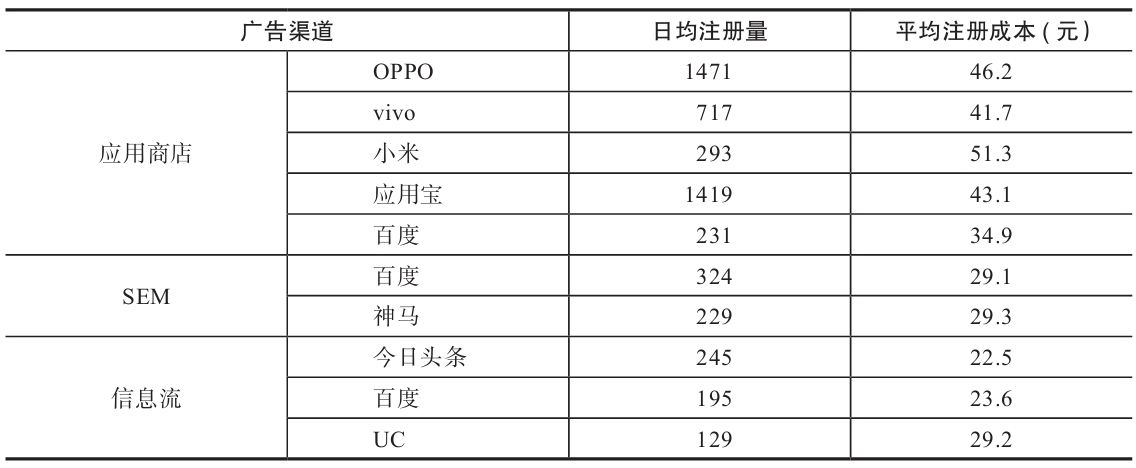 广告渠道 日均注册量 平均注册成本(元)
应用商店 OPPO 1471 46.2
vivo 717 41.7
小米 293 51.3
应用宝 1419 43.1
百度 231 34.9
SEM 百度 324 29.1
神马 229 29.3
信息流 今日头条 245 22.5
百度 195 23.6
UC 129 29.2